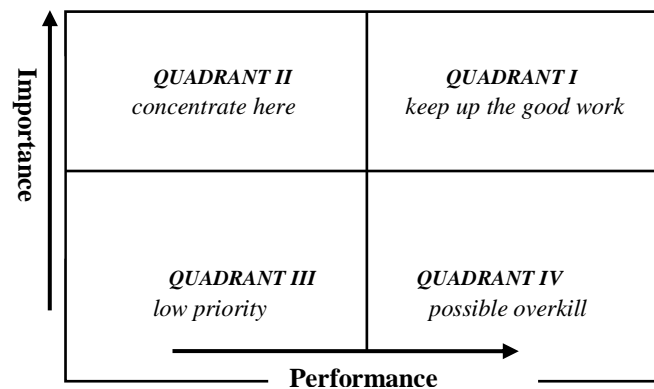 Importance
QUADRANT II
concentrate here
QUADRANT I
keep up the good work
QUADRANT III
low priority
QUADRANT IV
possible overkill
Performance